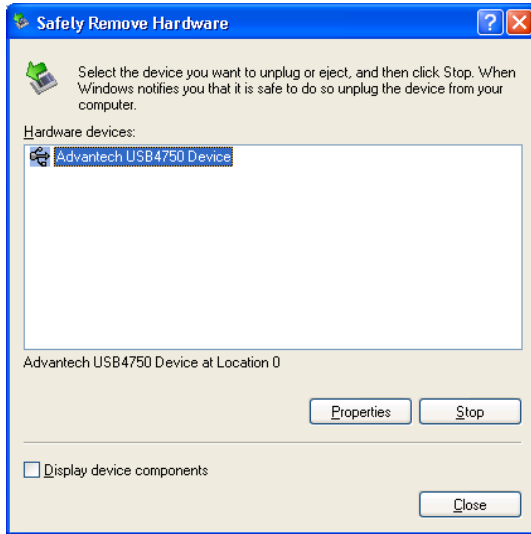 Safely Remove Hardware
Select the device you want to unplug or eject, and then click Stop. When
Windows notifies you that it is safe to do so unplug the device from your
computer.
Hardware devices:
Advantech USB4750 Device
Advantech USB4750 Device at Location 0
Properties
Stop
Display device components
Close